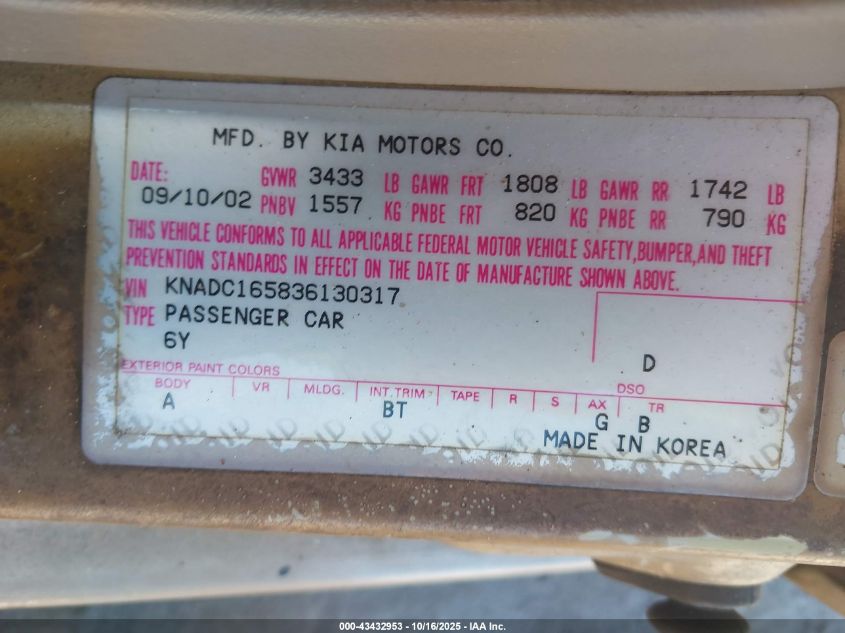 MFD. BY KIA MOTORS CO.
DATE: GVWR 3433 LB GAWR FRT 1808 LB GAWR RR 1742 LB
09/10/02 PNBV 1557 KG PNBE FRT 820 KG PNBE RR 790 KG
THIS VEHICLE CONFORMS TO ALL APPLICABLE FEDERAL MOTOR VEHICLE SAFETY,BUMPER,AND THEFT
PREVENTION STANDARDS IN EFFECT ON THE DATE OF MANUFACTURE SHOWN ABOVE.
VIN KNADC165836130317
TYPE PASSENGER CAR
6Y D
EXTERIOR PAINT COLORS DSO
BODY VR MLDG. INT.TRIM TAPE R S AX TR
A BT G B
MADE IN KOREA
000-43432953 - 10/16/2025 - IAA Inc.